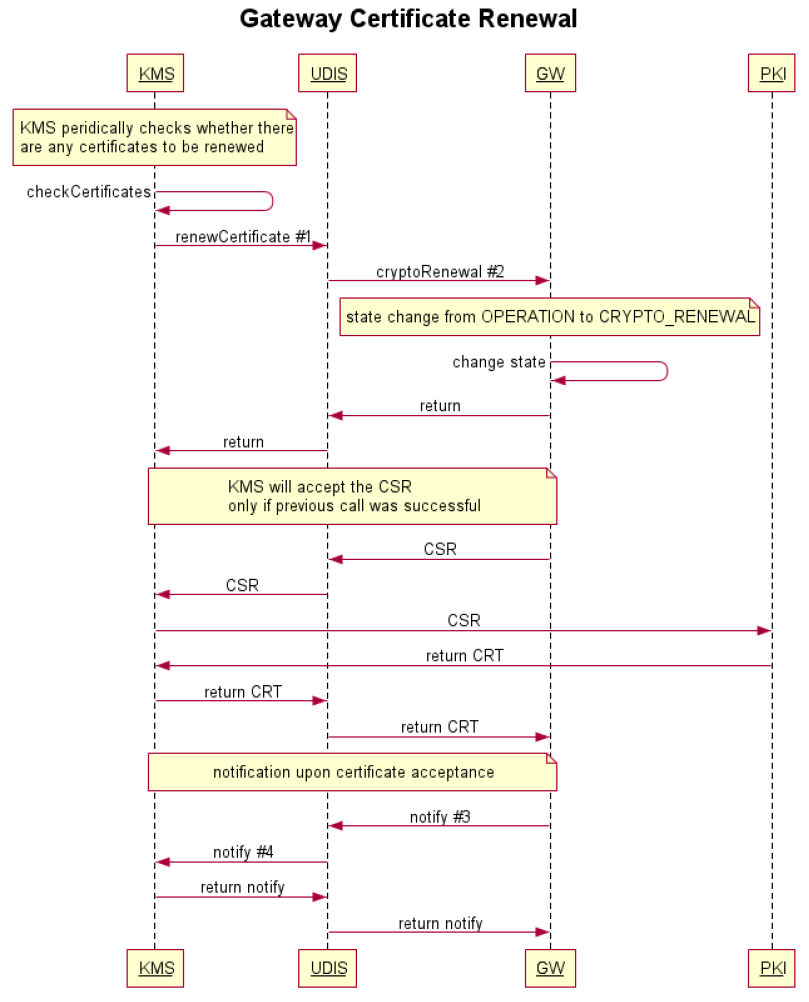 Gateway Certificate Renewal
KMS UDIS GW PKI
KMS peridically checks whether there
are any certificates to be renewed
checkCertificates
renewCertificate #1
cryptoRenewal #2
state change from OPERATION to CRYPTO_RENEWAL
change state
return
return
KMS will accept the CSR
only if previous call was successful
CSR
CSR
CSR
return CRT
return CRT
return CRT
notification upon certificate acceptance
notify #3
notify #4
return notify
return notify
KMS UDIS GW PKI